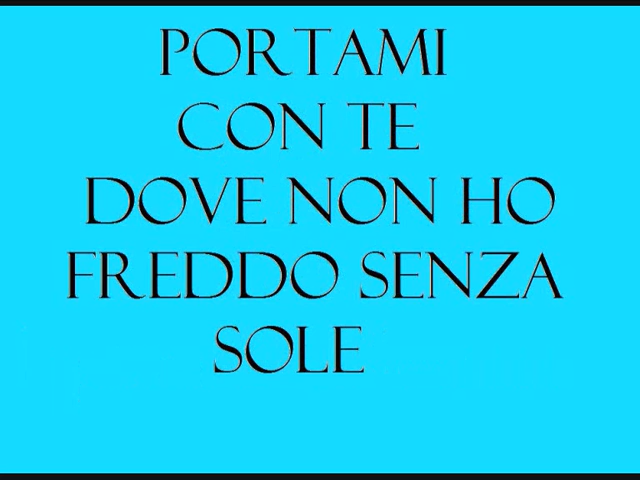 PORTAMI
CON TE
DOVE NON HO
FREDDO SENZA
SOLE